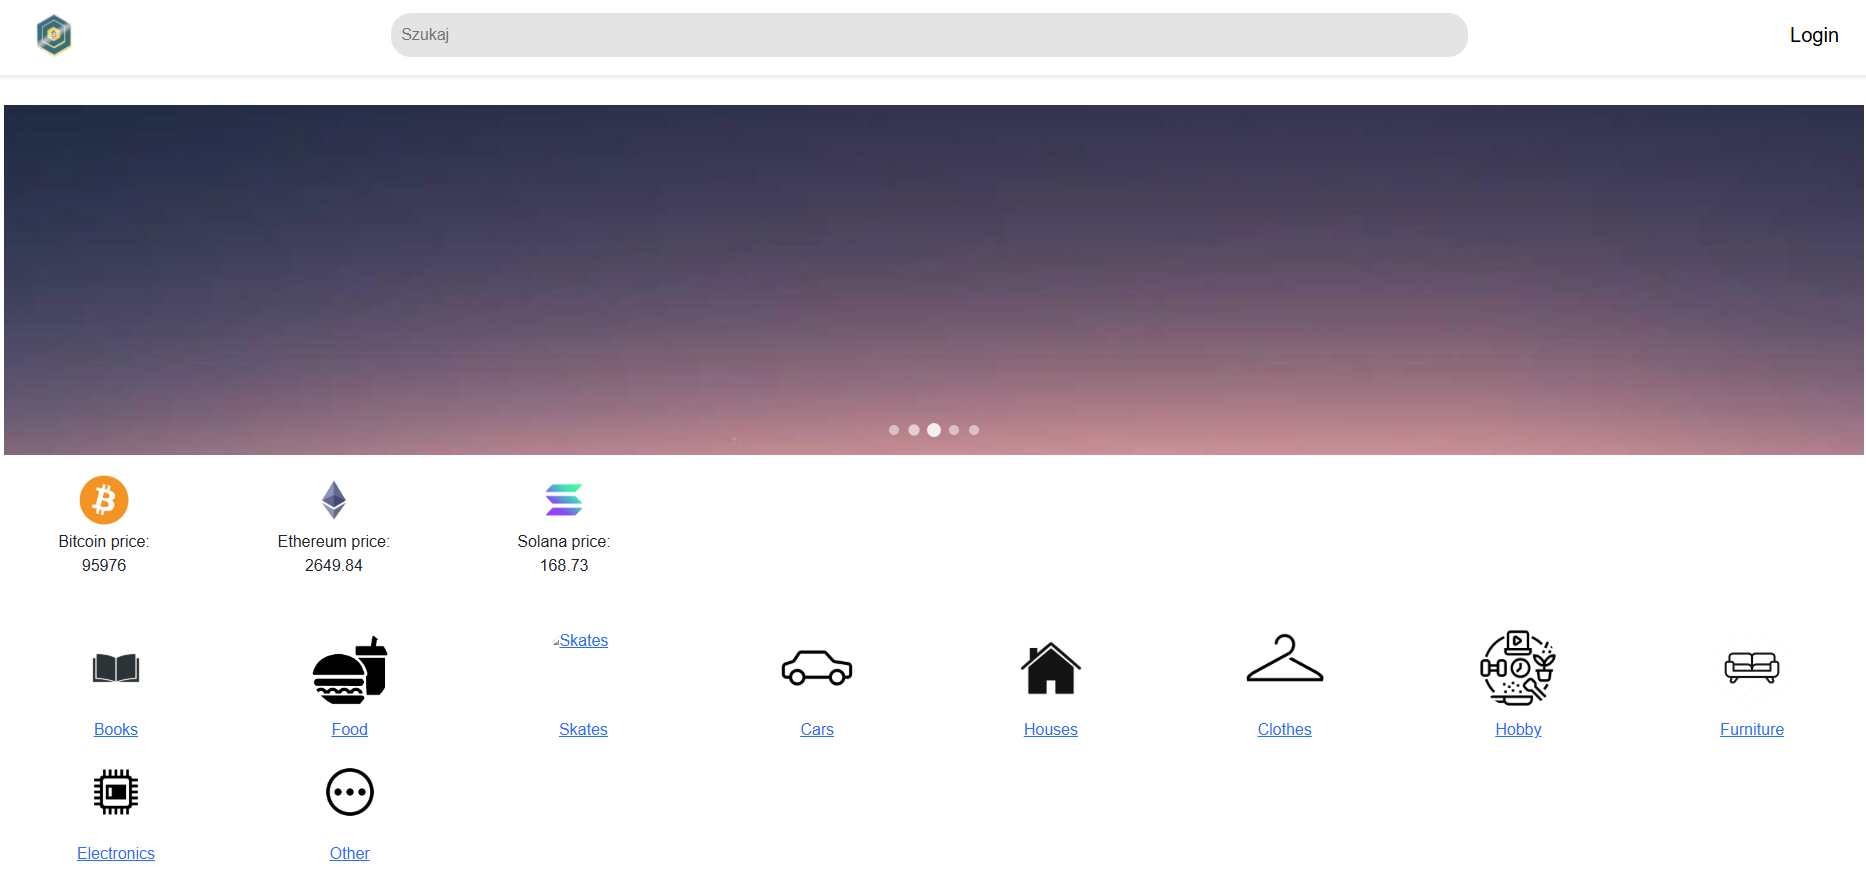 Szukaj
Login
Bitcoin price:
95976
Ethereum price:
2649.84
Solana price:
168.73
Skates
Books
Food
Skates
Cars
Houses
Clothes
Hobby
Furniture
Electronics
Other